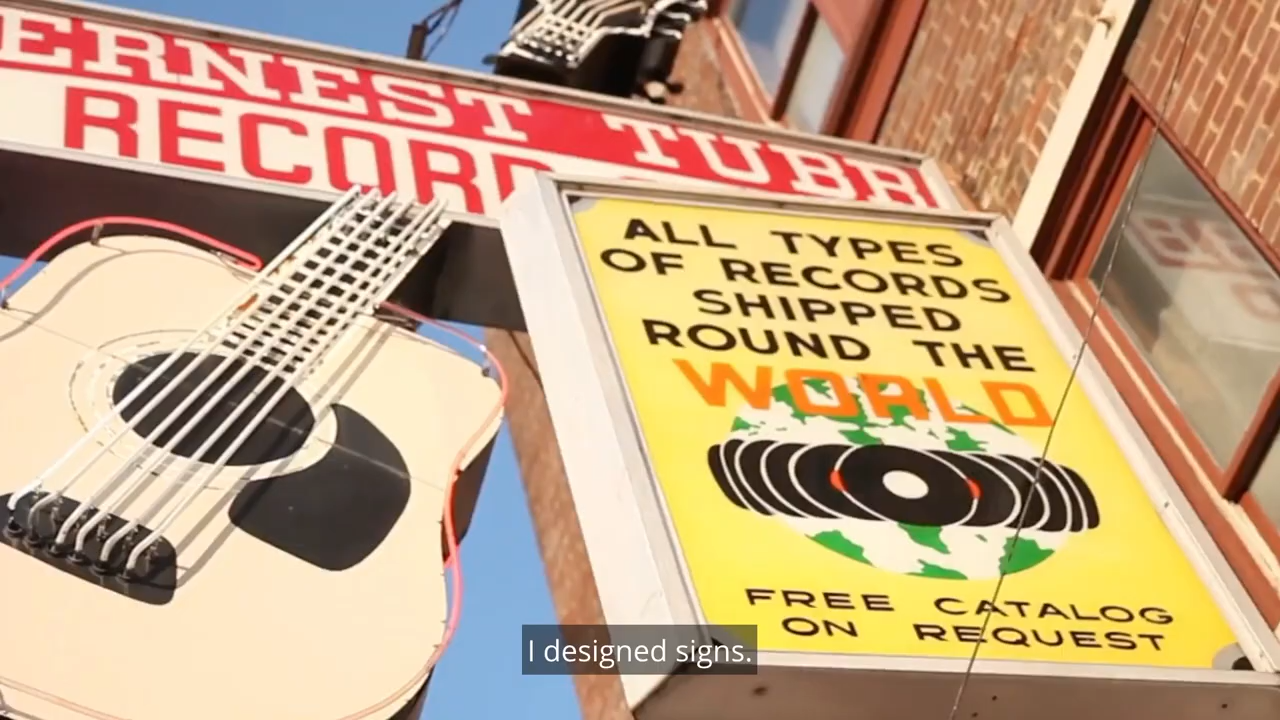 ERNEST TUBB
RECORD
ALL TYPES
OF RECORDS
SHIPPED
ROUND THE
WORLD
FREE CATALOG
ON REQUEST
I designed signs.